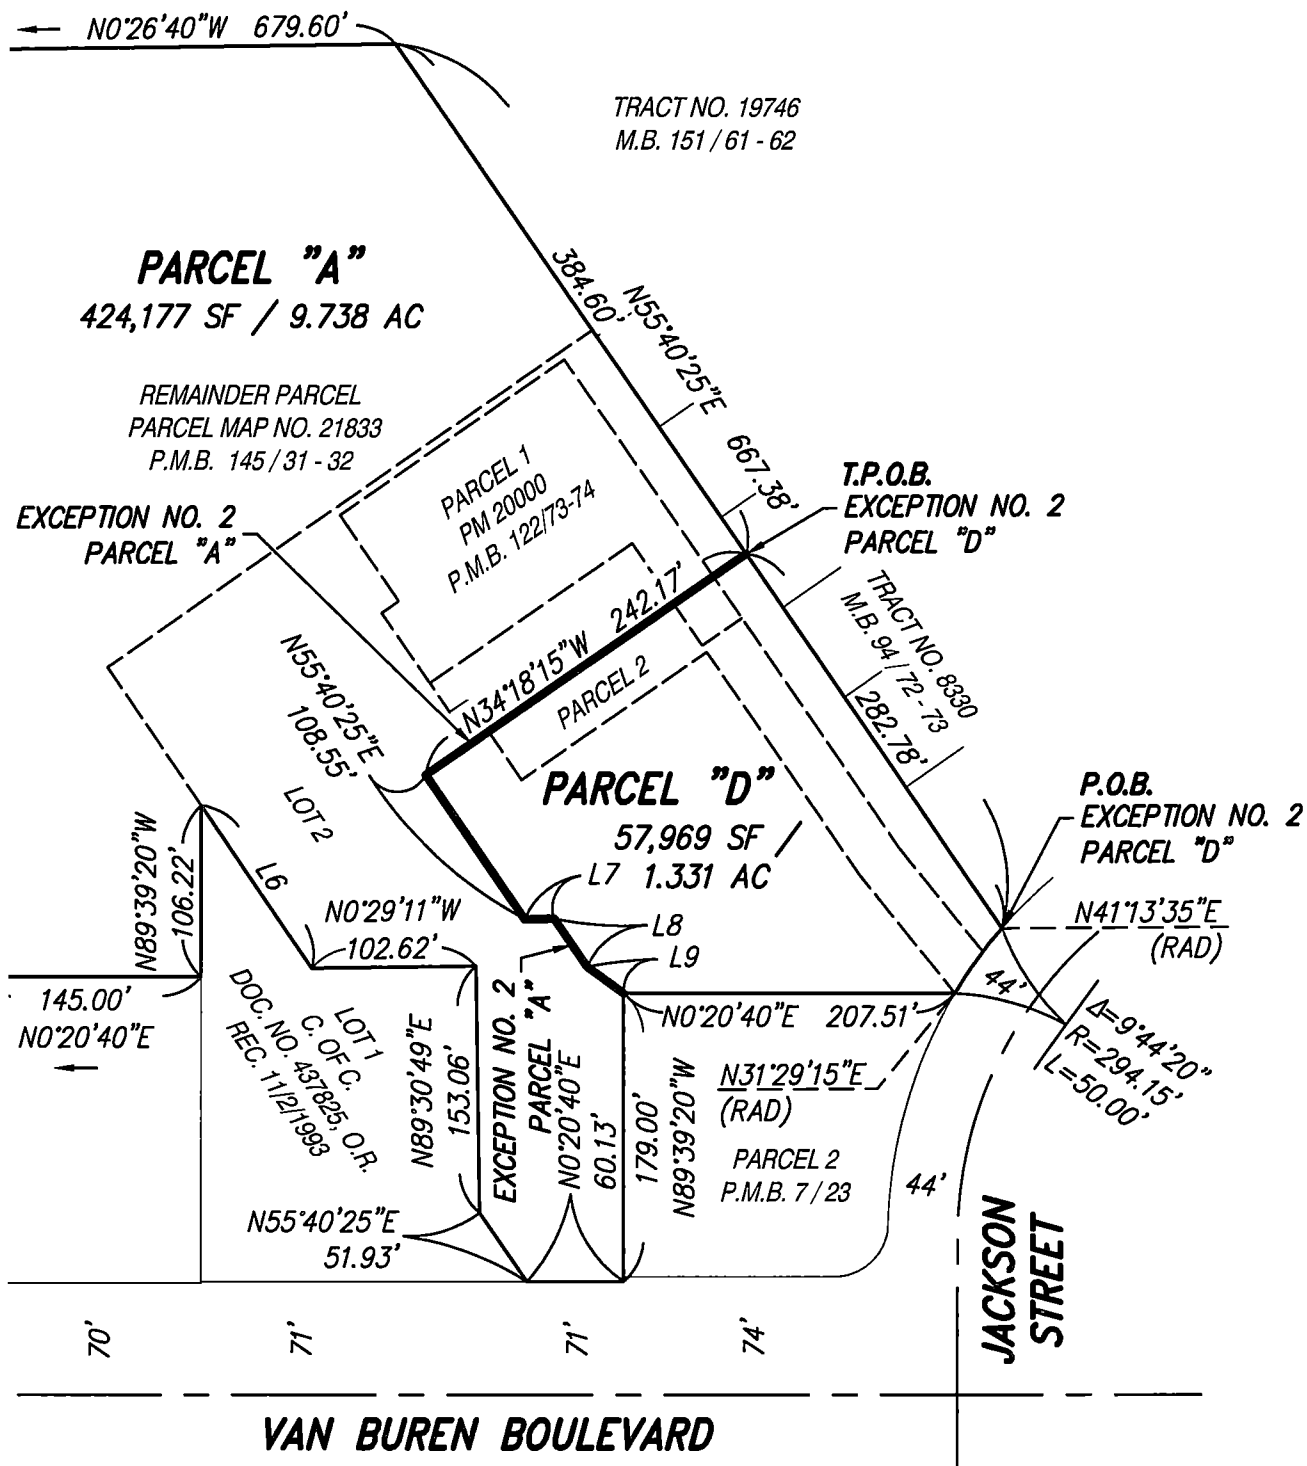 N0°26'40"W 679.60'
TRACT NO. 19746
M.B. 151 / 61 - 62
PARCEL "A"
424,177 SF / 9.738 AC
384.60'
N55°40'25"E 667.38'
REMAINDER PARCEL
PARCEL MAP NO. 21833
P.M.B. 145 / 31 - 32
PARCEL 1
PM 20000
P.M.B. 122/73-74
T.P.O.B.
EXCEPTION NO. 2
PARCEL "D"
EXCEPTION NO. 2
PARCEL "A"
N34°18'15"W 242.17'
TRACT NO. 8330
M.B. 94 / 72 - 73
282.78'
PARCEL 2
N55°40'25"E
108.55'
LOT 2
PARCEL "D"
57,969 SF
1.331 AC
P.O.B.
EXCEPTION NO. 2
PARCEL "D"
N89°39'20"W
106.22'
L6
L7
L8
L9
N0°29'11"W
102.62'
N41°13'35"E
(RAD)
44'
145.00'
N0°20'40"E
LOT 1
C. OF C.
DOC. NO. 437825, O.R.
REC. 11/2/1993
N89°30'49"E
153.06'
EXCEPTION NO. 2
PARCEL "A"
N0°20'40"E
60.13'
179.00'
N89°39'20"W
N0°20'40"E 207.51'
N31°29'15"E
(RAD)
Δ=9°44'20"
R=294.15'
L=50.00'
PARCEL 2
P.M.B. 7 / 23
44'
N55°40'25"E
51.93'
JACKSON
STREET
70'
71'
71'
74'
VAN BUREN BOULEVARD